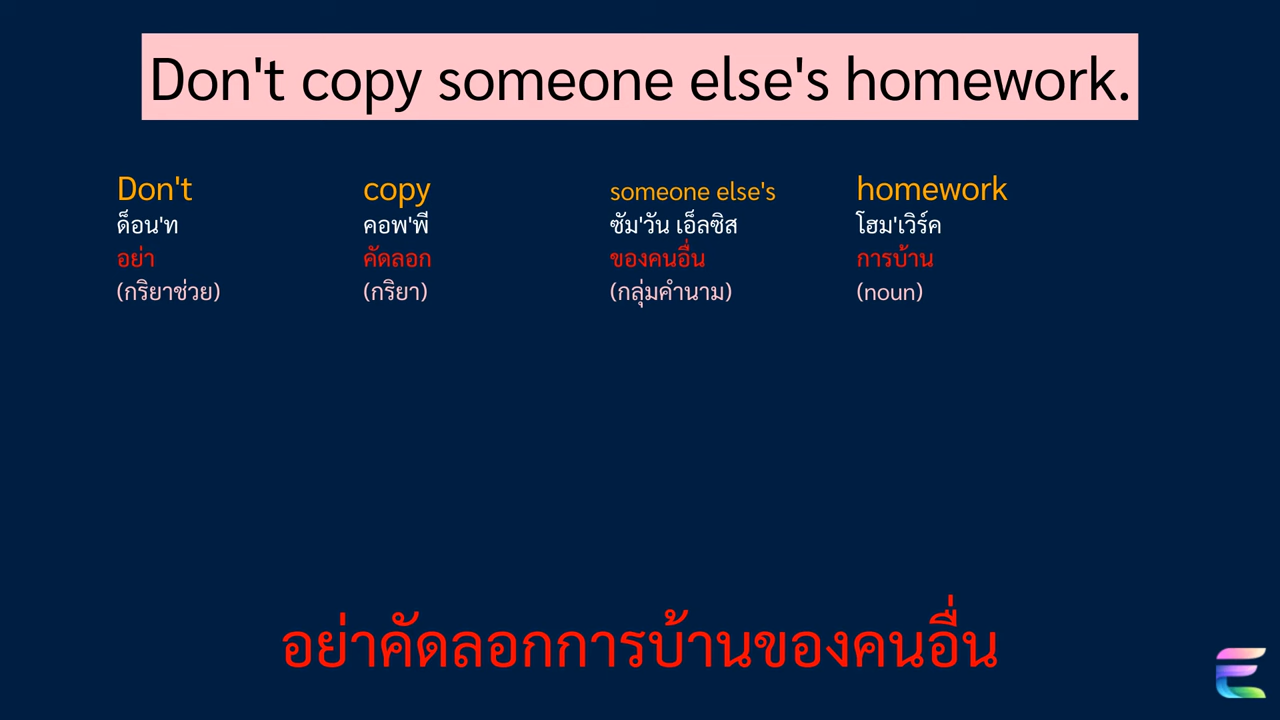 Don't copy someone else's homework.
Don't copy someone else's homework
ด็อน'ท คอพ'พี ซัม'วัน เอ็ลซิส โฮม'เวิร์ค
อย่า คัดลอก ของคนอื่น การบ้าน
(กริยาช่วย) (กริยา) (กลุ่มคำนาม) (noun)
อย่าคัดลอกการบ้านของคนอื่น